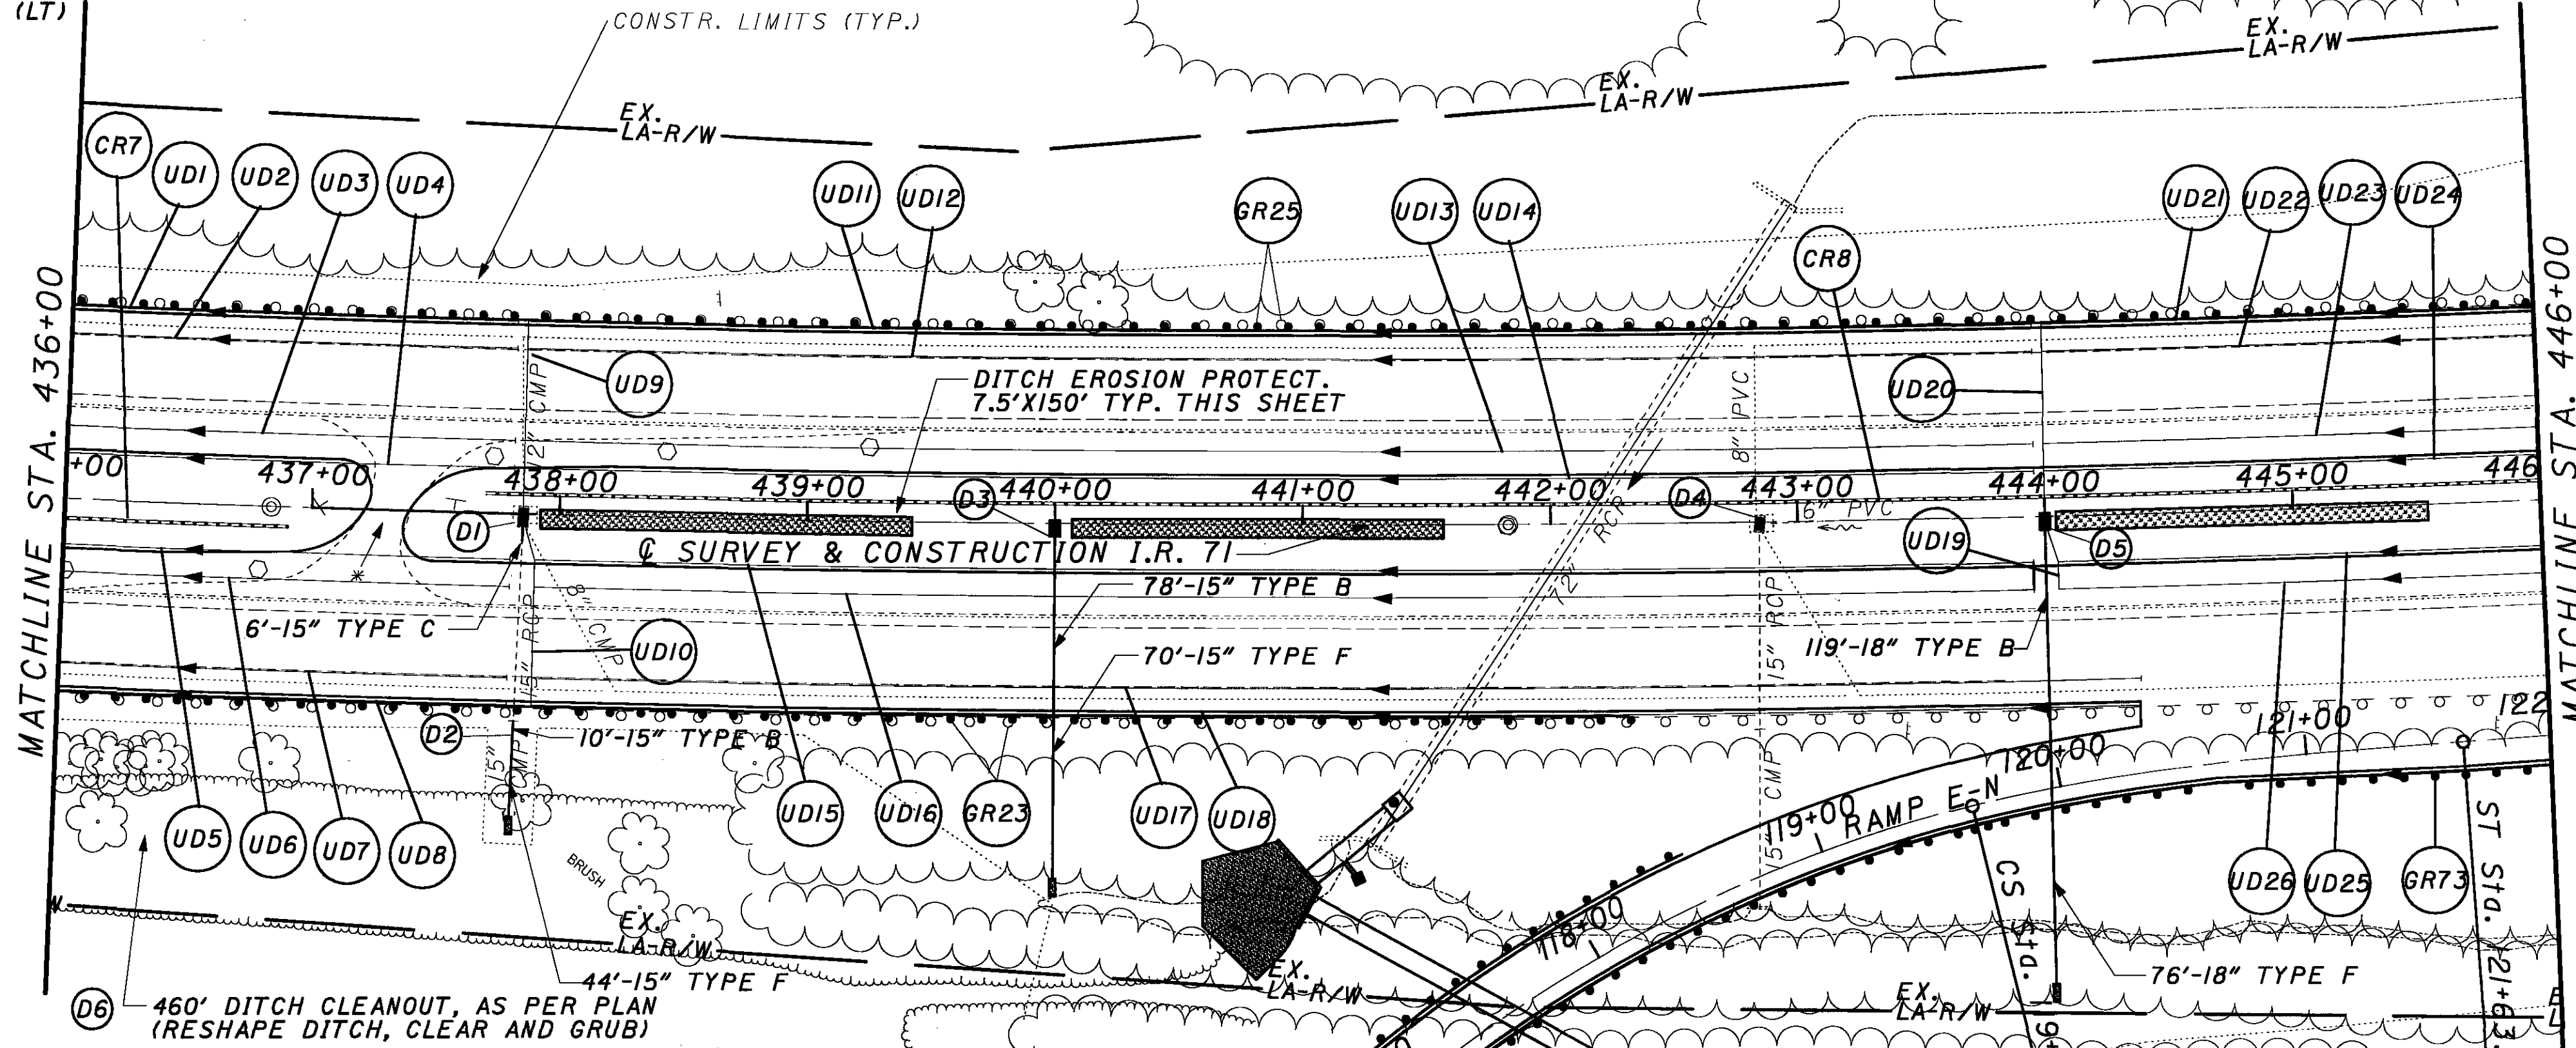 (LT)
CONSTR. LIMITS (TYP.)
EX.
LA-R/W
EX.
LA-R/W
EX.
LA-R/W
CR7
UD1
UD2
UD3
UD4
UD11
UD12
GR25
UD13
UD14
CR8
UD21
UD22
UD23
UD24
MATCHLINE STA. 436+00
MATCHLINE STA. 446+00
UD9
12" CMP
DITCH EROSION PROTECT.
7.5'X150' TYP. THIS SHEET
8" PVC
UD20
+00
437+00
438+00
439+00
D3
440+00
441+00
442+00
RCP
D4
443+00
444+00
445+00
446
6" PVC
D1
℄ SURVEY & CONSTRUCTION I.R. 71
UD19
D5
72"
78'-15" TYPE B
6'-15" TYPE C
15" RCP
8" CMP
UD10
70'-15" TYPE F
15" RCP
119'-18" TYPE B
D2
10'-15" TYPE B
15"
CMP
UD5
UD6
UD7
UD8
UD15
UD16
GR23
UD17
UD18
15" CMP
118+00
119+00
RAMP E-N
120+00
121+00
122
UD26
UD25
GR73
BRUSH
EX.
LA-R/W
44'-15" TYPE F
EX.
LA-R/W
EX.
LA-R/W
76'-18" TYPE F
CS Sta.
ST Sta. 121+63
D6
460' DITCH CLEANOUT, AS PER PLAN
(RESHAPE DITCH, CLEAR AND GRUB)